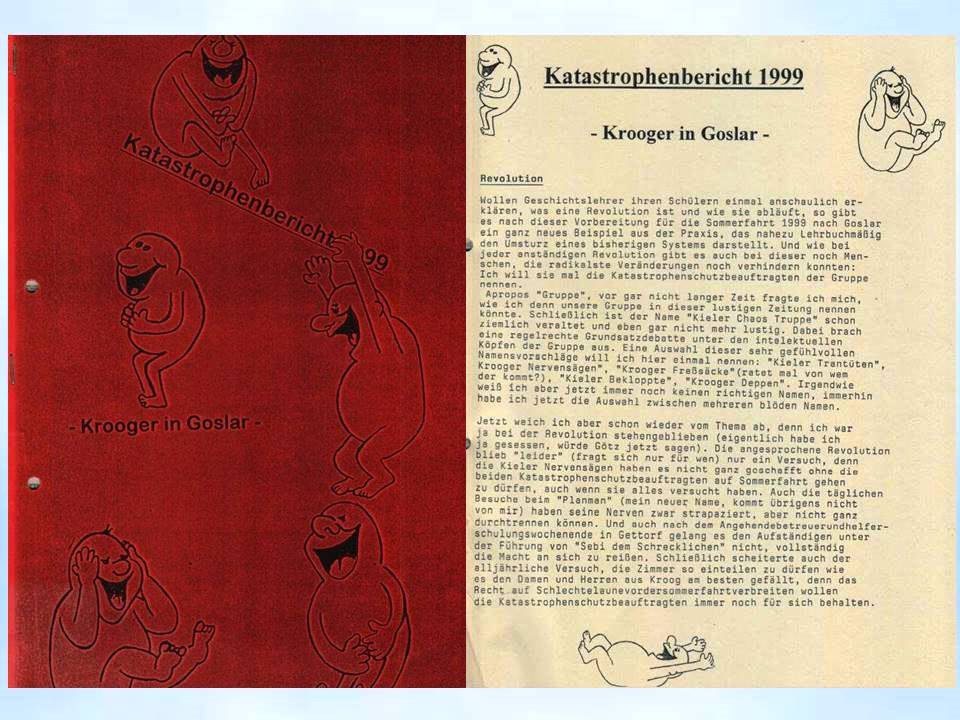 Katastrophenbericht 99
- Krooger in Goslar -
Katastrophenbericht 1999
- Krooger in Goslar -
Revolution
Wollen Geschichtslehrer ihren Schülern einmal anschaulich er-
klären, was eine Revolution ist und wie sie abläuft, so gibt
es nach dieser Vorbereitung für die Sommerfahrt 1999 nach Goslar
ein ganz neues Beispiel aus der Praxis, das nahezu Lehrbuchmäßig
den Umsturz eines bisherigen Systems darstellt. Und wie bei
jeder anständigen Revolution gibt es auch bei dieser noch Men-
schen, die radikalste Veränderungen noch verhindern konnten:
Ich will sie mal die Katastrophenschutzbeauftragten der Gruppe
nennen.
Apropos "Gruppe", vor gar nicht langer Zeit fragte ich mich,
wie ich denn unsere Gruppe in dieser lustigen Zeitung nennen
könnte. Schließlich ist der Name "Kieler Chaos Truppe" schon
ziemlich veraltet und eben gar nicht mehr lustig. Dabei brach
eine regelrechte Grundsatzdebatte unter den intelektuellen
Köpfen der Gruppe aus. Eine Auswahl dieser sehr gefühlvollen
Namensvorschläge will ich hier einmal nennen: "Kieler Trantüten",
Krooger Nervensägen", "Krooger Freßsäcke"(ratet mal von wem
der kommt?), "Kieler Bekloppte", "Krooger Deppen". Irgendwie
weiß ich aber jetzt immer noch keinen richtigen Namen, immerhin
habe ich jetzt die Auswahl zwischen mehreren blöden Namen.
Jetzt weich ich aber schon wieder vom Thema ab, denn ich war
ja bei der Revolution stehengeblieben (eigentlich habe ich
ja gesessen, würde Götz jetzt sagen). Die angesprochene Revolution
blieb "leider" (fragt sich nur für wen) nur ein Versuch, denn
die Kieler Nervensägen haben es nicht ganz geschafft ohne die
beiden Katastrophenschutzbeauftragten auf Sommerfahrt gehen
zu dürfen, auch wenn sie alles versucht haben. Auch die täglichen
Besuche beim "Planman" (mein neuer Name, kommt übrigens nicht
von mir) haben seine Nerven zwar strapaziert, aber nicht ganz
durchtrennen können. Und auch nach dem Angehendebetreuerundhelfer-
schulungswochenende in Gettorf gelang es den Aufständigen unter
der Führung von "Sebi dem Schrecklichen" nicht, vollständig
die Macht an sich zu reißen. Schließlich scheiterte auch der
alljährliche Versuch, die Zimmer so einteilen zu dürfen wie
es den Damen und Herren aus Kroog am besten gefällt, denn das
Recht auf Schlechtelaunevordersommerfahrtverbreiten wollen
die Katastrophenschutzbeauftragten immer noch für sich behalten.